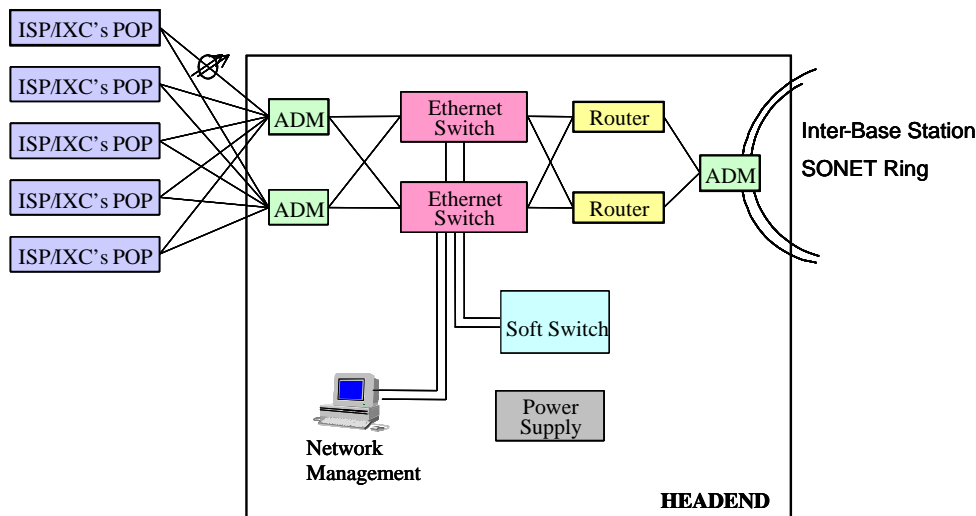 ISP/IXC's POP
ISP/IXC's POP
ISP/IXC's POP
ISP/IXC's POP
ISP/IXC's POP
ADM
ADM
Ethernet
Switch
Ethernet
Switch
Router
Router
ADM
Inter-Base Station
SONET Ring
Soft Switch
Power
Supply
Network
Management
HEADEND